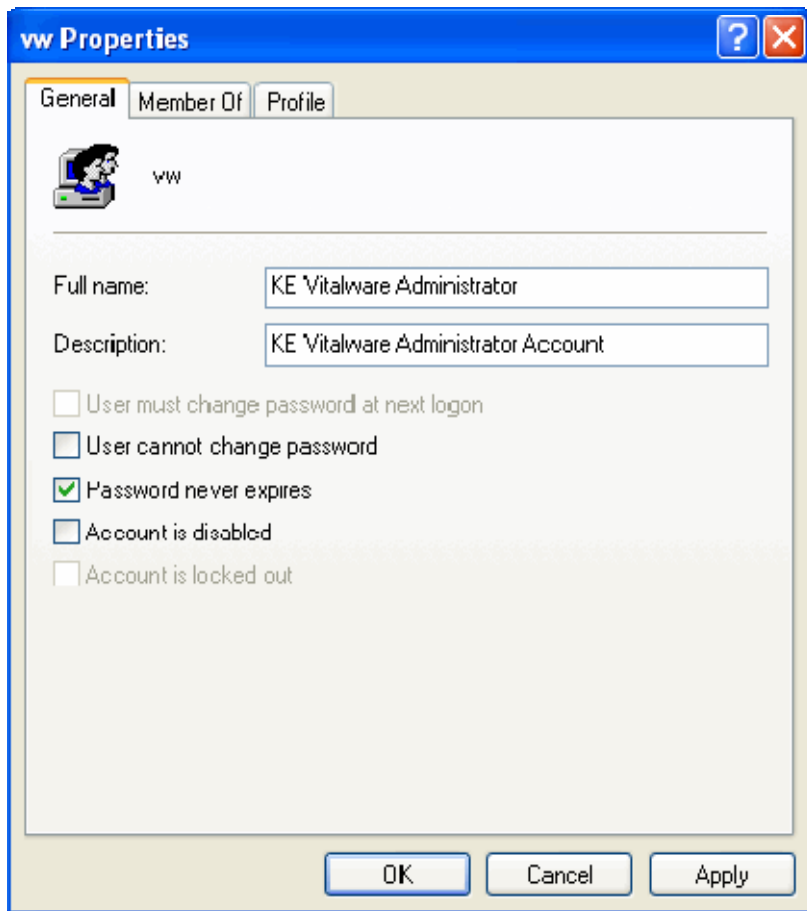 vw Properties
General Member Of Profile
vw
Full name: KE Vitalware Administrator
Description: KE Vitalware Administrator Account
User must change password at next logon
User cannot change password
Password never expires
Account is disabled
Account is locked out
OK Cancel Apply